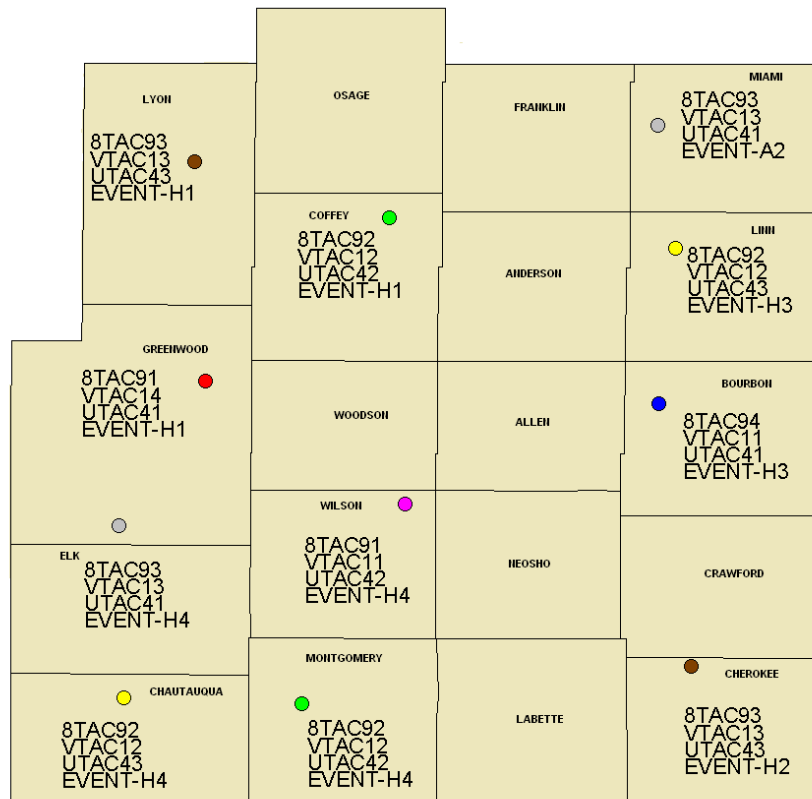 OSAGE
LYON
8TAC93
VTAC13
UTAC43
EVENT-H1
FRANKLIN
MIAMI
8TAC93
VTAC13
UTAC41
EVENT-A2
COFFEY
8TAC92
VTAC12
UTAC42
EVENT-H1
ANDERSON
LINN
8TAC92
VTAC12
UTAC43
EVENT-H3
GREENWOOD
8TAC91
VTAC14
UTAC41
EVENT-H1
WOODSON
ALLEN
BOURBON
8TAC94
VTAC11
UTAC41
EVENT-H3
ELK
8TAC93
VTAC13
UTAC41
EVENT-H4
WILSON
8TAC91
VTAC11
UTAC42
EVENT-H4
NEOSHO
CRAWFORD
CHAUTAUQUA
8TAC92
VTAC12
UTAC43
EVENT-H4
MONTGOMERY
8TAC92
VTAC12
UTAC42
EVENT-H4
LABETTE
CHEROKEE
8TAC93
VTAC13
UTAC43
EVENT-H2